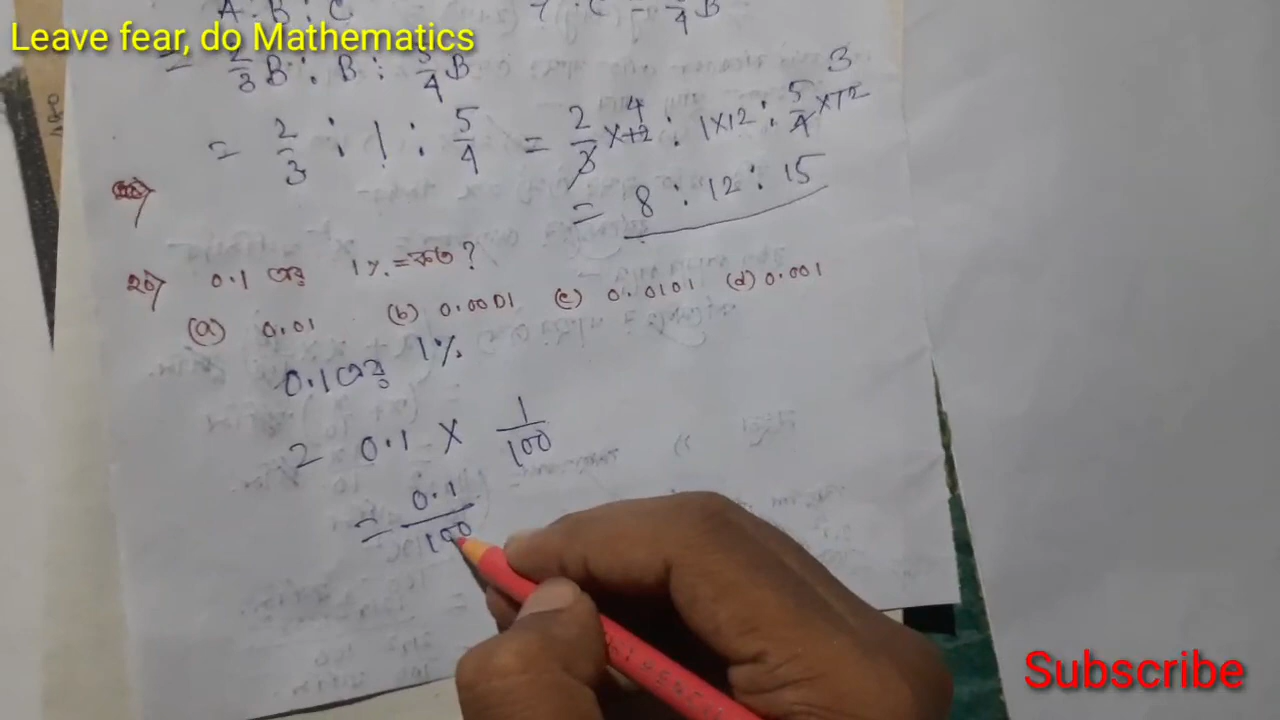 A : B : C
Leave fear, do Mathematics
= 2/3 B : B : 5/4 B
= 2/3 : 1 : 5/4 = 2/3 × 12 4 : 1×12 : 5/4 × 12 3
= 8 : 12 : 15
২০) 0.1 এর 1% = কত ?
(a) 0.01 (b) 0.0001 (c) 0.0101 (d) 0.001
0.1 এর 1%
= 0.1 × 1/100
= 0.1/100
Subscribe